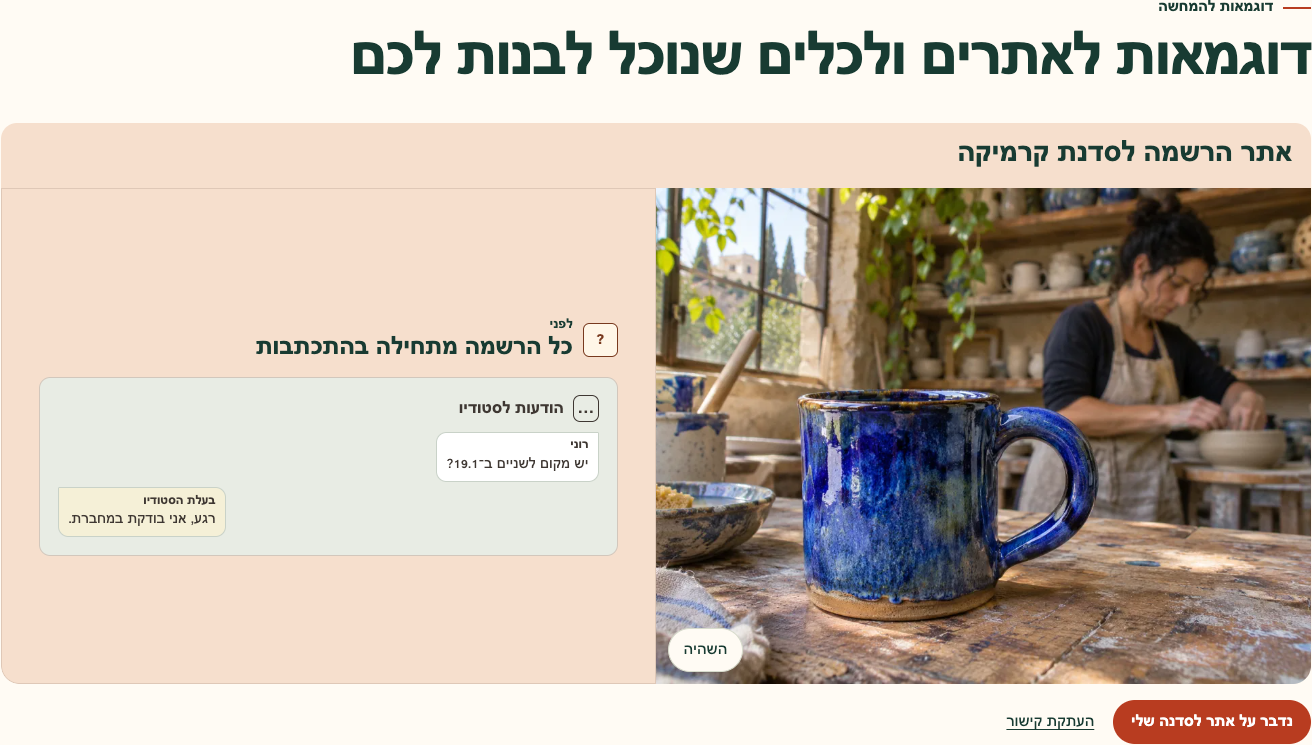 דוגמאות להמחשה
דוגמאות לאתרים ולכלים שנוכל לבנות לכם
אתר הרשמה לסדנת קרמיקה
?
לפני
כל הרשמה מתחילה בהתכתבות
...
הודעות לסטודיו
רוני
יש מקום לשניים ב־19.1?
בעלת הסטודיו
רגע, אני בודקת במחברת.
השהיה
נדבר על אתר לסדנה שלי
העתקת קישור